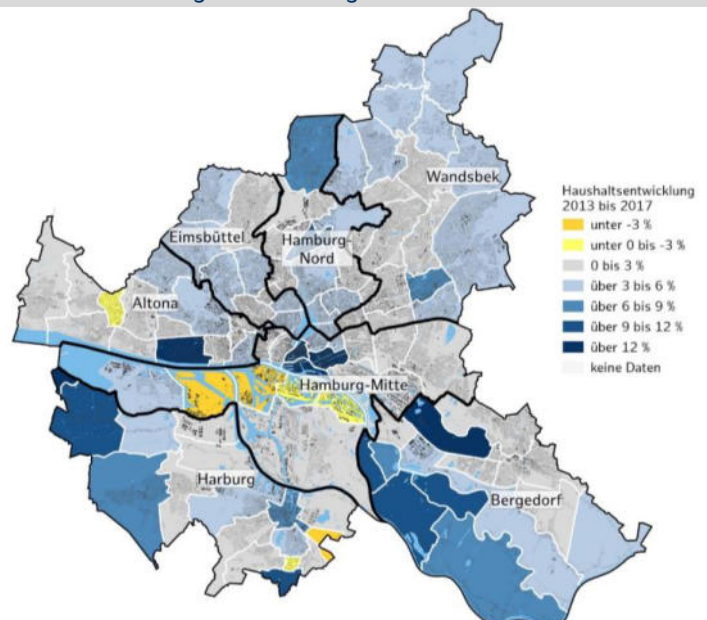 Wandsbek
Eimsbüttel
Hamburg-
Nord
Altona
Hamburg-Mitte
Harburg
Bergedorf
Haushaltsentwicklung
2013 bis 2017
unter -3 %
unter 0 bis -3 %
0 bis 3 %
über 3 bis 6 %
über 6 bis 9 %
über 9 bis 12 %
über 12 %
keine Daten